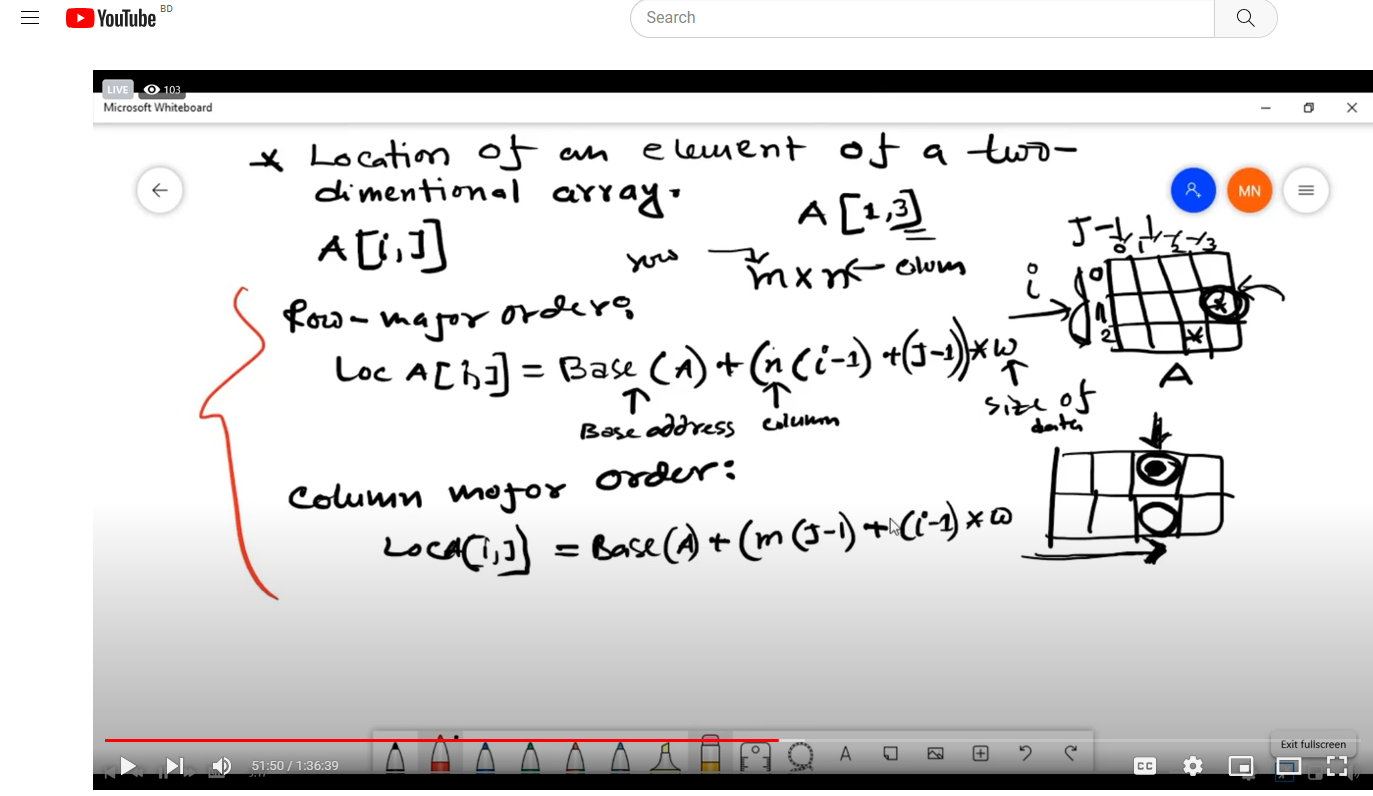 YouTube BD
Search
LIVE 103
Microsoft Whiteboard
* Location of an element of a two-
dimentional array.
MN
A[i,J]
A[1,3]
row → m x n ← colum
J - 0 1 2 3
i
0
1
2
*
*
A
Row-major order:
Loc A[i,J] = Base (A) + (n (i-1) + (J-1)) * w
Base address
column
size of
data
Column mojor order:
LocA[i,J] = Base(A) + (m (J-1) + (i-1) * w
Exit fullscreen
51:50 / 1:36:39
A
CC